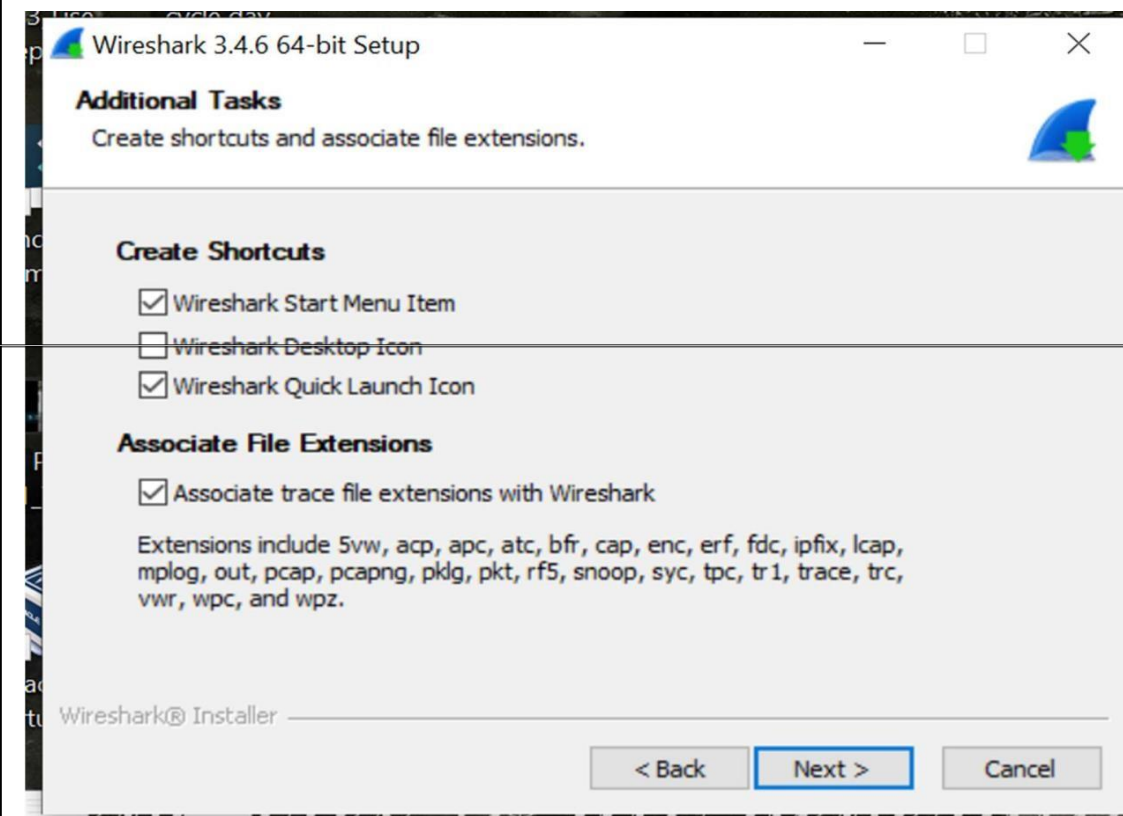 Wireshark 3.4.6 64-bit Setup
Additional Tasks
Create shortcuts and associate file extensions.
Create Shortcuts
Wireshark Start Menu Item
Wireshark Desktop Icon
Wireshark Quick Launch Icon
Associate File Extensions
Associate trace file extensions with Wireshark
Extensions include 5vw, acp, apc, atc, bfr, cap, enc, erf, fdc, ipfix, lcap,
mplog, out, pcap, pcapng, pklg, pkt, rf5, snoop, syc, tpc, tr1, trace, trc,
vwr, wpc, and wpz.
Wireshark® Installer
< Back Next > Cancel